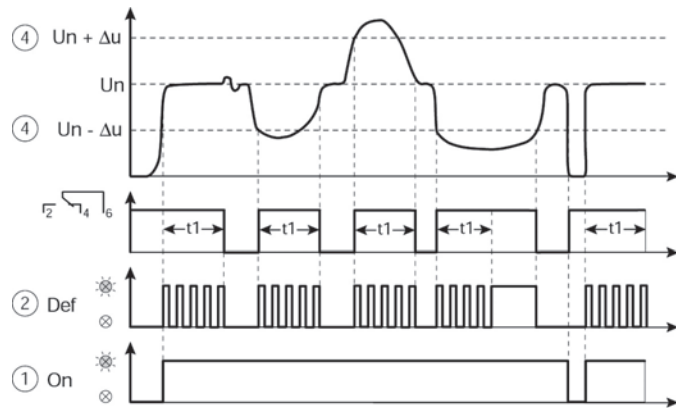 ④ Un + Δu
Un
④ Un - Δu
2 4 6
t1 t1 t1 t1 t1
② Def
① On